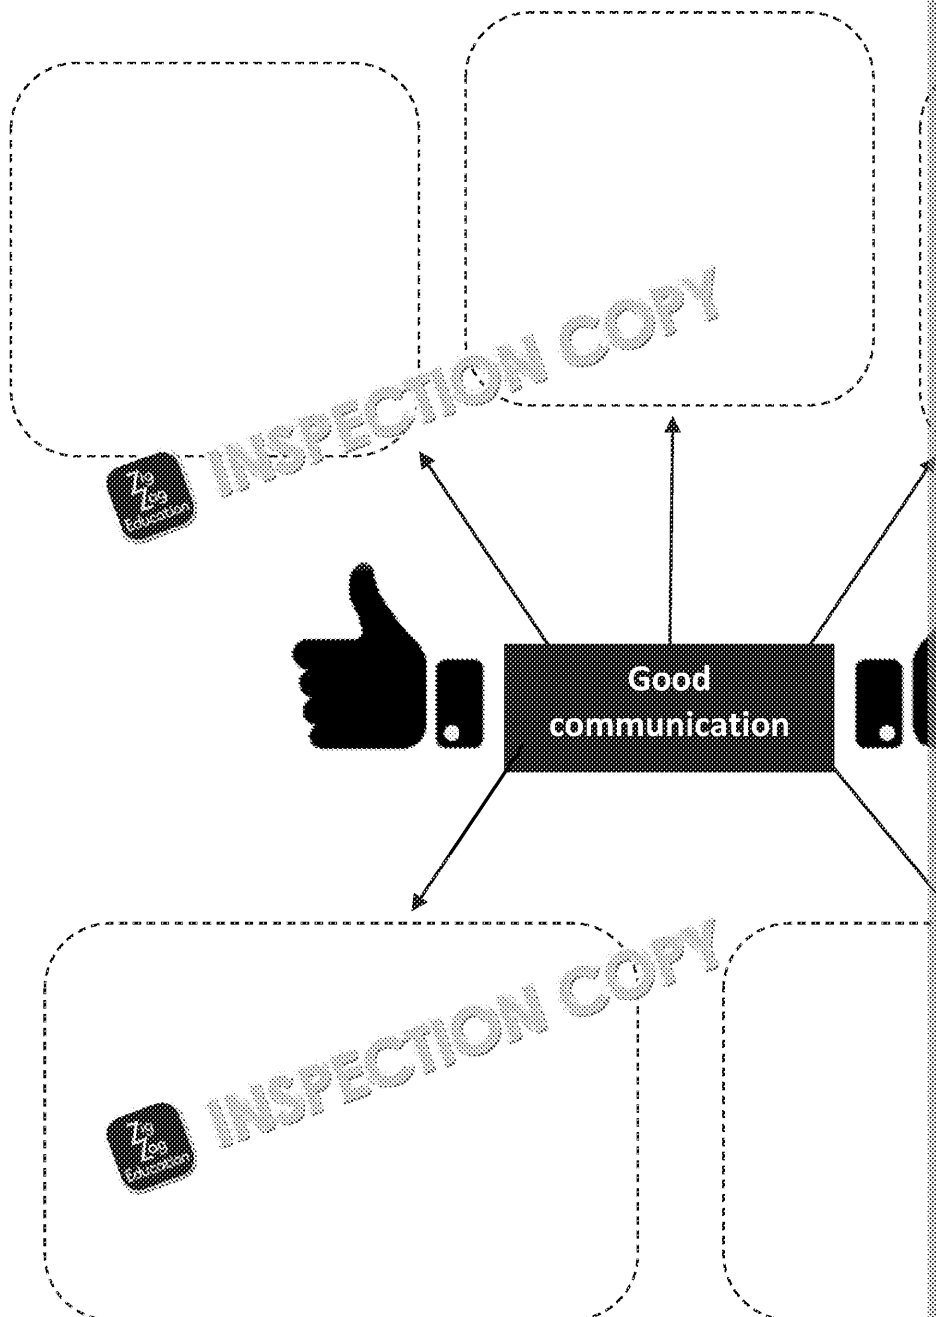 INSPECTION COPY
Zig
Zag
Education
Good
communication
INSPECTION COPY
Zig
Zag
Education